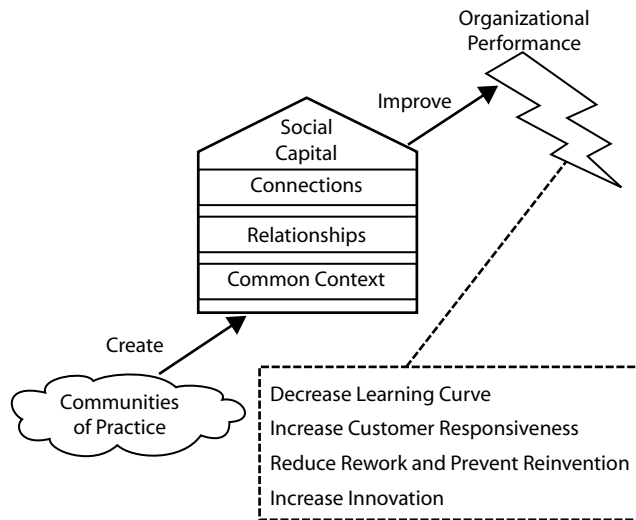 Organizational
Performance
Improve
Social
Capital
Connections
Relationships
Common Context
Create
Communities
of Practice
Decrease Learning Curve
Increase Customer Responsiveness
Reduce Rework and Prevent Reinvention
Increase Innovation